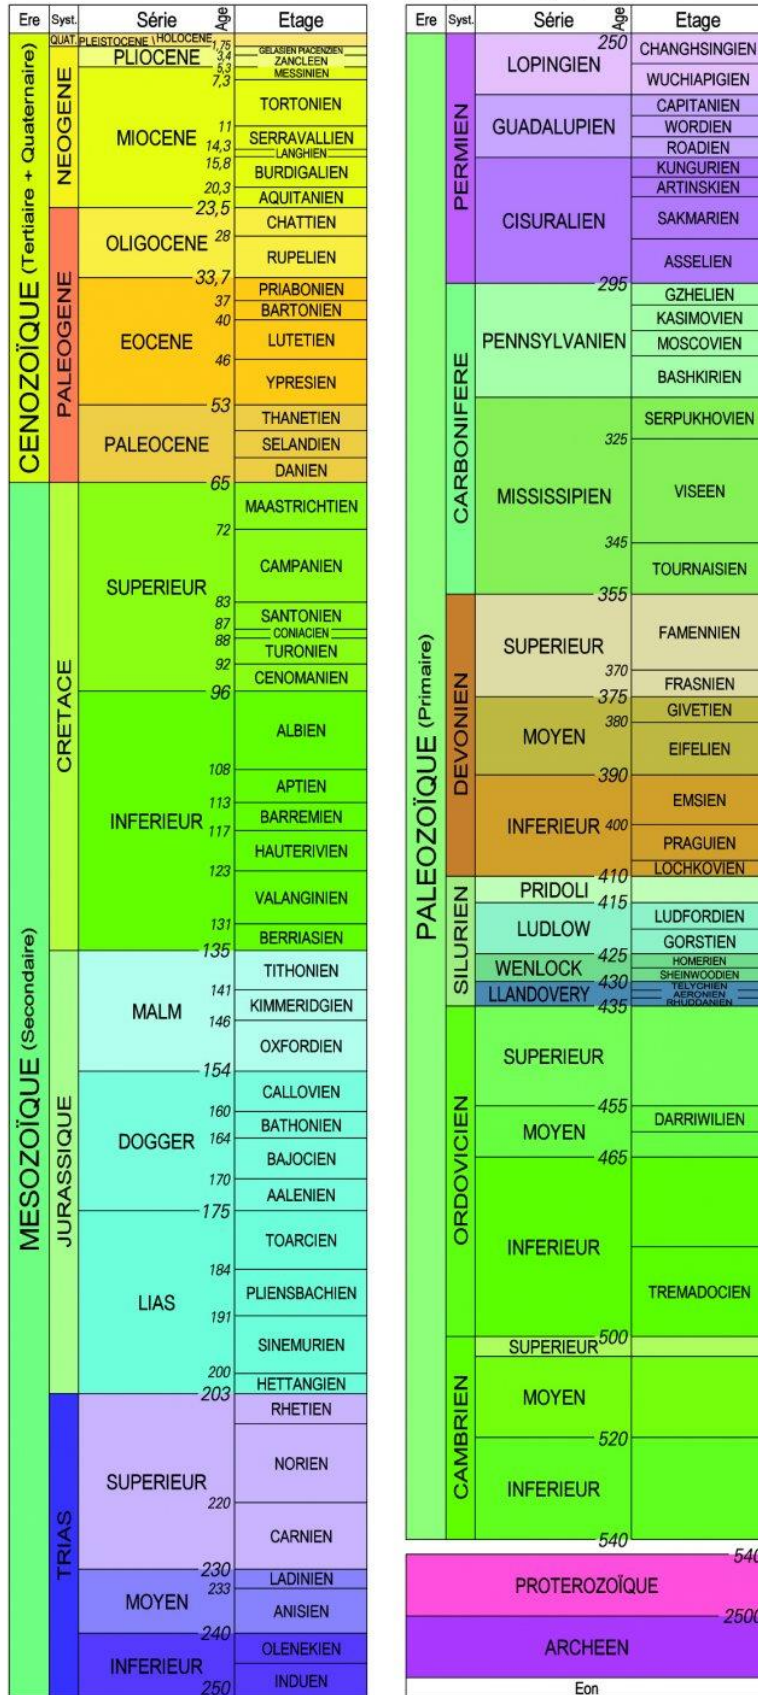 Ere Syst. Série Age Etage
CENOZOÏQUE (Tertiaire + Quaternaire)
QUAT. PLEISTOCENE \ HOLOCENE 1,75
NEOGENE
PLIOCENE 3,4 GELASIEN PIACENZIEN
5,3 ZANCLEEN
MESSINIEN
7,3
MIOCENE
TORTONIEN
11
SERRAVALLIEN
14,3
LANGHIEN
15,8
BURDIGALIEN
20,3
AQUITANIEN
23,5
PALEOGENE
OLIGOCENE
CHATTIEN
28
RUPELIEN
33,7
EOCENE
PRIABONIEN
37
BARTONIEN
40
LUTETIEN
46
YPRESIEN
53
PALEOCENE
THANETIEN
SELANDIEN
DANIEN
65
MESOZOÏQUE (Secondaire)
CRETACE
SUPERIEUR
MAASTRICHTIEN
72
CAMPANIEN
83
SANTONIEN
87
CONIACIEN
88
TURONIEN
92
CENOMANIEN
96
INFERIEUR
ALBIEN
108
APTIEN
113
BARREMIEN
117
HAUTERIVIEN
123
VALANGINIEN
131
BERRIASIEN
135
JURASSIQUE
MALM
TITHONIEN
141
KIMMERIDGIEN
146
OXFORDIEN
154
DOGGER
CALLOVIEN
160
BATHONIEN
164
BAJOCIEN
170
AALENIEN
175
LIAS
TOARCIEN
184
PLIENSBACHIEN
191
SINEMURIEN
200
HETTANGIEN
203
TRIAS
SUPERIEUR
RHETIEN
NORIEN
220
CARNIEN
230
MOYEN
LADINIEN
233
ANISIEN
240
INFERIEUR
OLENEKIEN
INDUEN
250
Ere Syst. Série Age Etage
250
PALEOZOÏQUE (Primaire)
PERMIEN
LOPINGIEN
CHANGHSINGIEN
WUCHIAPIGIEN
GUADALUPIEN
CAPITANIEN
WORDIEN
ROADIEN
CISURALIEN
KUNGURIEN
ARTINSKIEN
SAKMARIEN
ASSELIEN
295
CARBONIFERE
PENNSYLVANIEN
GZHELIEN
KASIMOVIEN
MOSCOVIEN
BASHKIRIEN
MISSISSIPIEN
SERPUKHOVIEN
325
VISEEN
345
TOURNAISIEN
355
DEVONIEN
SUPERIEUR
FAMENNIEN
370
FRASNIEN
375
MOYEN
GIVETIEN
380
EIFELIEN
390
INFERIEUR
EMSIEN
400
PRAGUIEN
LOCHKOVIEN
410
SILURIEN
PRIDOLI
415
LUDLOW
LUDFORDIEN
GORSTIEN
425
WENLOCK
HOMERIEN
SHEINWOODIEN
430
LLANDOVERY
TELYCHIEN
AERONIEN
RHUDDANIEN
435
ORDOVICIEN
SUPERIEUR
455
MOYEN
DARRIWILIEN
465
INFERIEUR
TREMADOCIEN
500
CAMBRIEN
SUPERIEUR
MOYEN
520
INFERIEUR
540
540
PROTEROZOÏQUE
2500
ARCHEEN
Eon